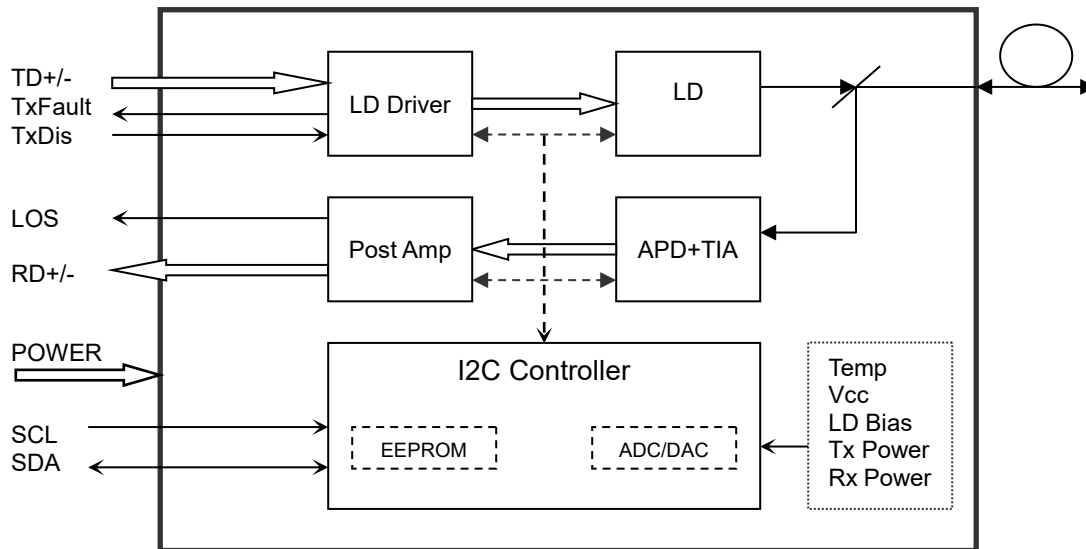 TD+/-
TxFault
TxDis
LD Driver
LD
LOS
RD+/-
Post Amp
APD+TIA
POWER
SCL
SDA
I2C Controller
EEPROM
ADC/DAC
Temp
Vcc
LD Bias
Tx Power
Rx Power